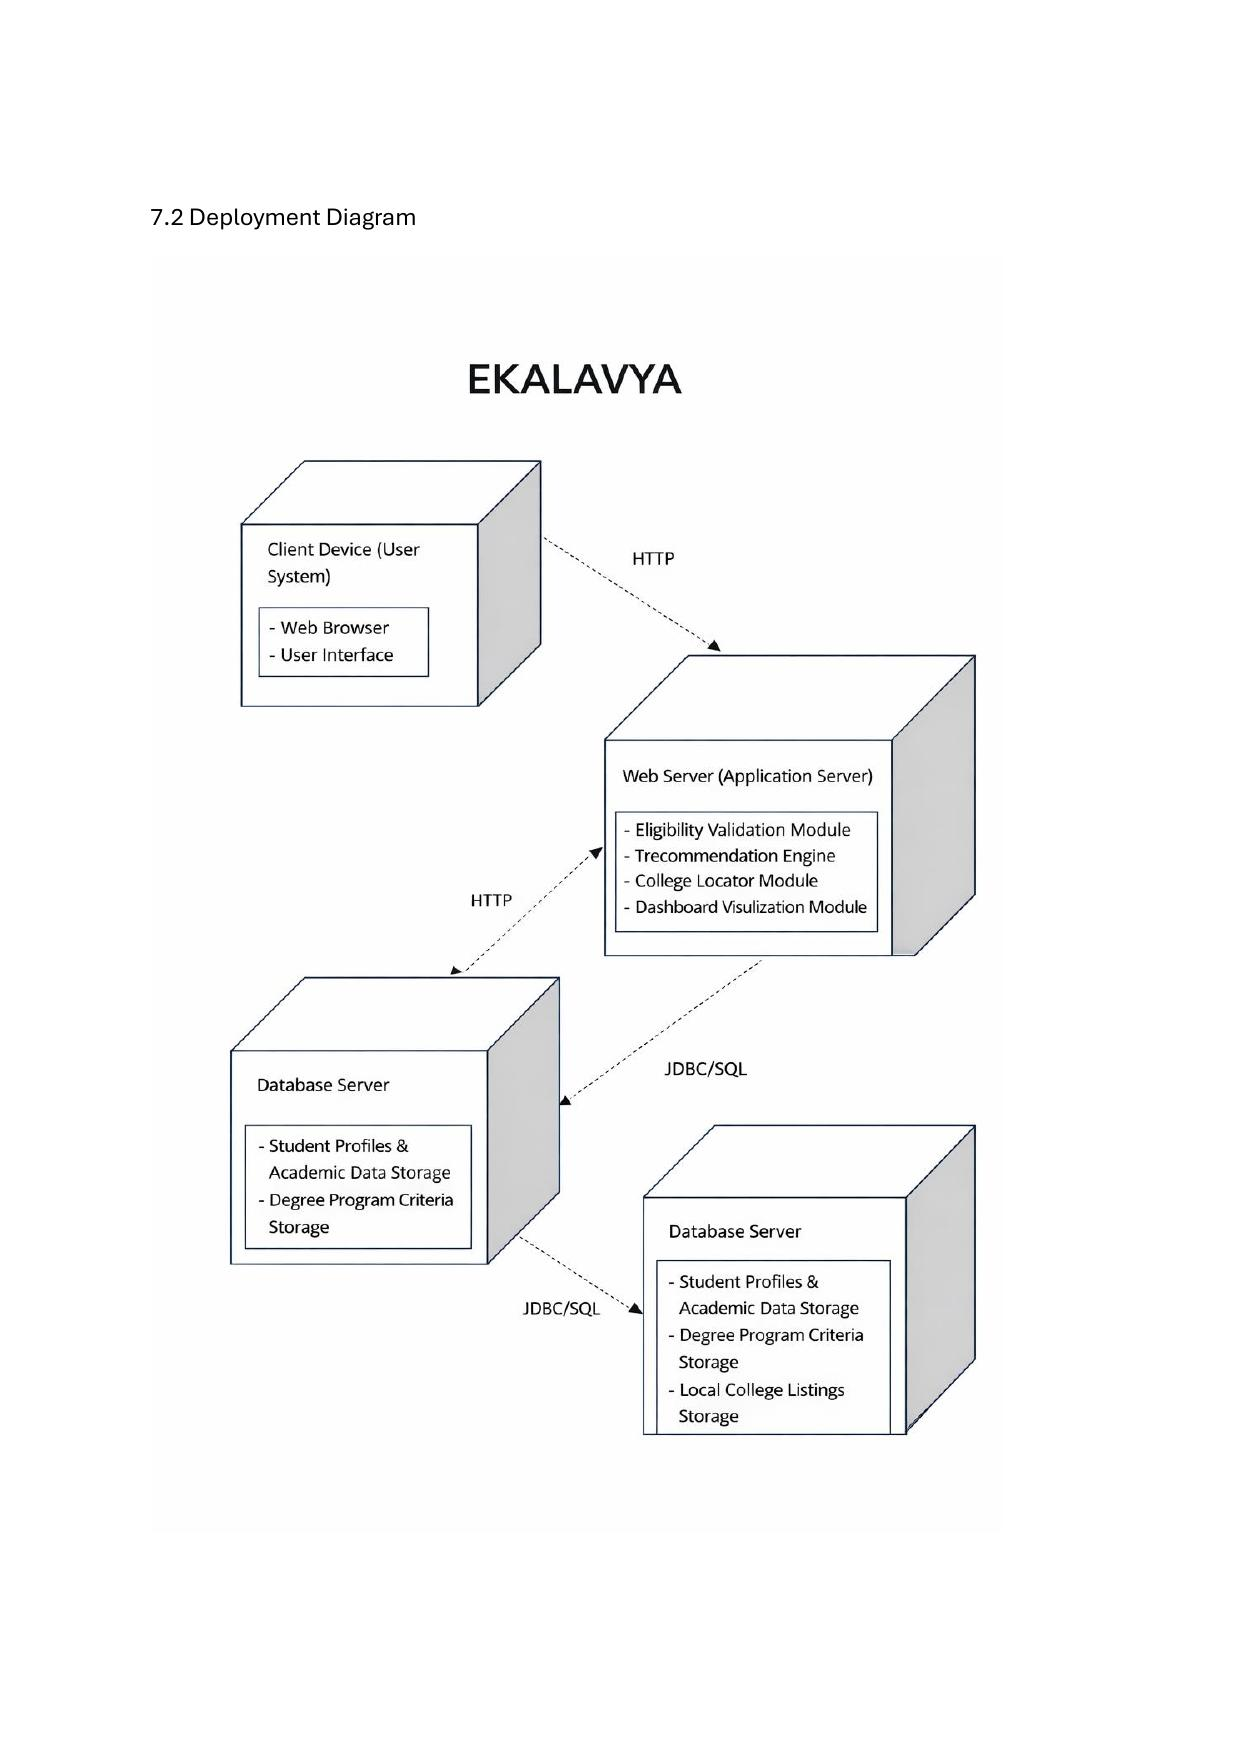 7.2 Deployment Diagram
EKALAVYA
Client Device (User
System)
- Web Browser
- User Interface
HTTP
Web Server (Application Server)
- Eligibility Validation Module
- Trecommendation Engine
- College Locator Module
- Dashboard Visulization Module
HTTP
JDBC/SQL
Database Server
- Student Profiles &
Academic Data Storage
- Degree Program Criteria
Storage
JDBC/SQL
Database Server
- Student Profiles &
Academic Data Storage
- Degree Program Criteria
Storage
- Local College Listings
Storage